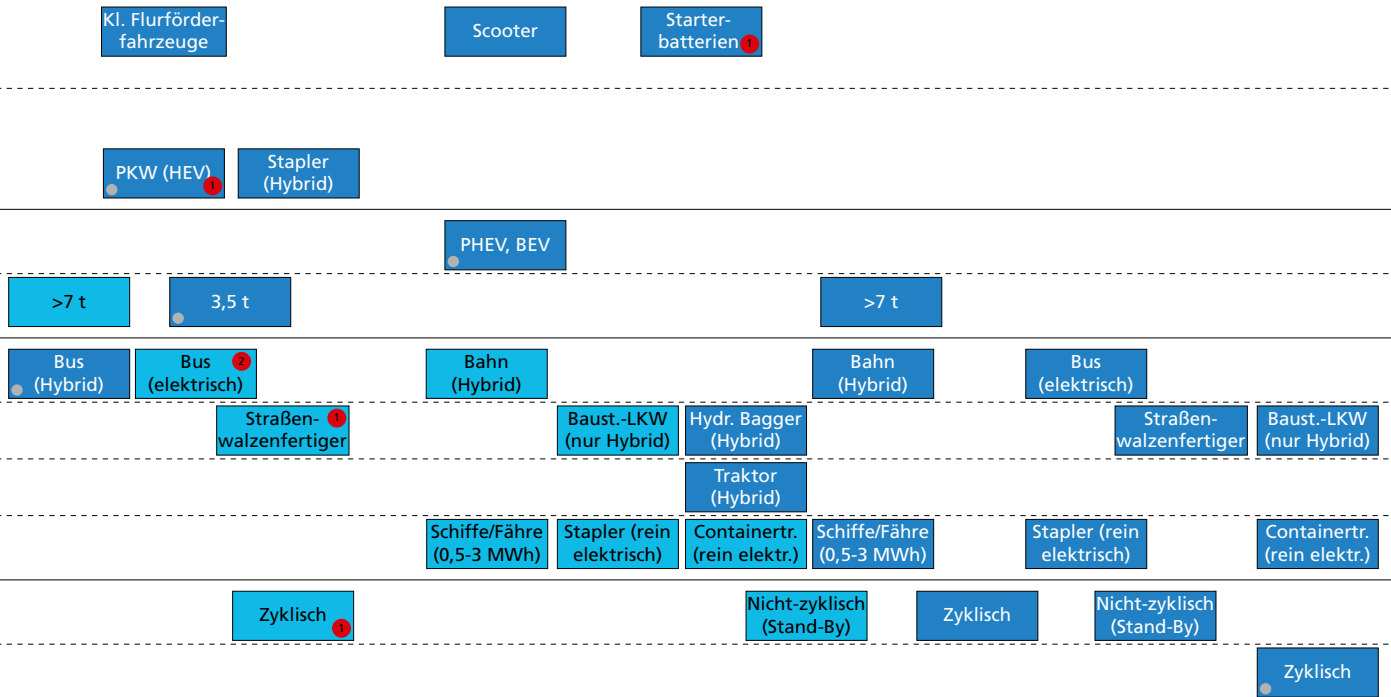 Kl. Flurförder-
fahrzeuge
Scooter
Starter-
batterien 1
PKW (HEV) 1
Stapler
(Hybrid)
PHEV, BEV
>7 t
3,5 t
>7 t
Bus
(Hybrid)
Bus 2
(elektrisch)
Bahn
(Hybrid)
Bahn
(Hybrid)
Bus
(elektrisch)
Straßen- 1
walzenfertiger
Baust.-LKW
(nur Hybrid)
Hydr. Bagger
(Hybrid)
Straßen-
walzenfertiger
Baust.-LKW
(nur Hybrid)
Traktor
(Hybrid)
Schiffe/Fähre
(0,5-3 MWh)
Stapler (rein
elektrisch)
Containertr.
(rein elektr.)
Schiffe/Fähre
(0,5-3 MWh)
Stapler (rein
elektrisch)
Containertr.
(rein elektr.)
Zyklisch 1
Nicht-zyklisch
(Stand-By)
Zyklisch
Nicht-zyklisch
(Stand-By)
Zyklisch